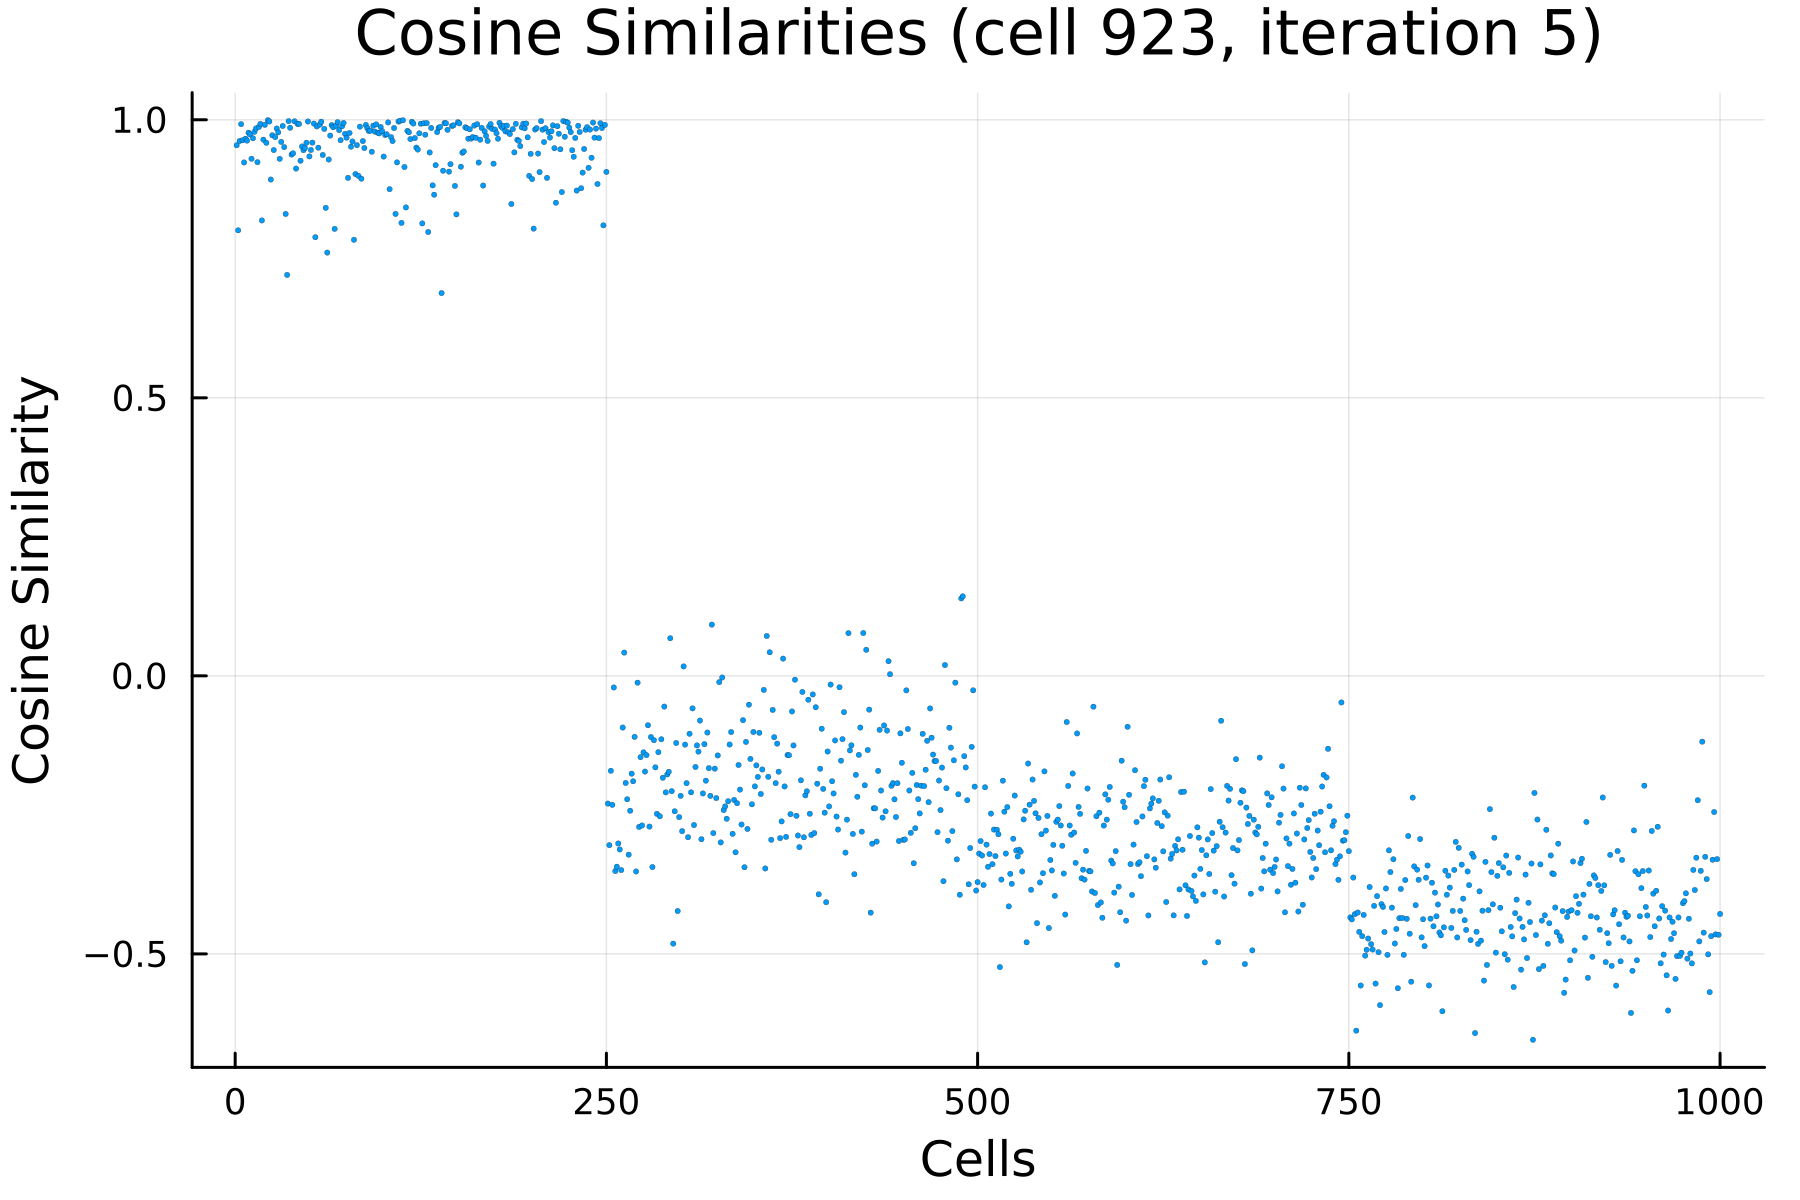 Cosine Similarities (cell 923, iteration 5)
Cosine Similarity
1.0
0.5
0.0
−0.5
0 250 500 750 1000
Cells